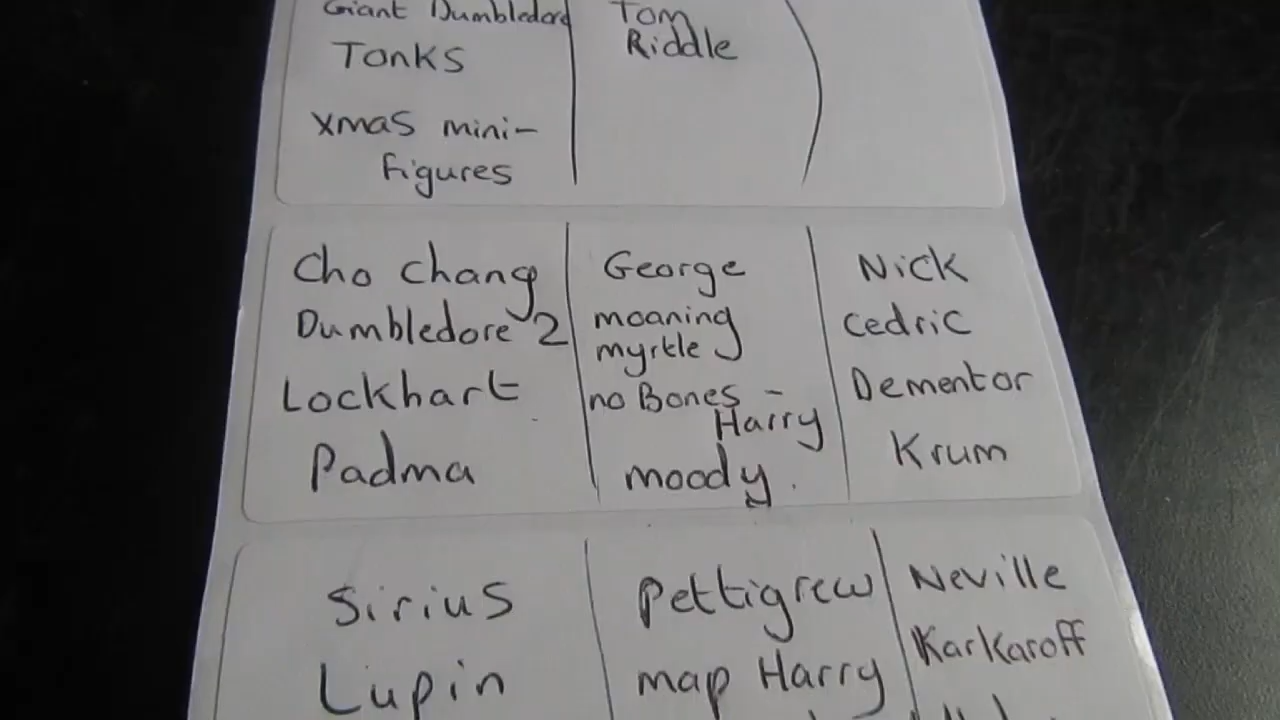 Giant Dumbledore
Tonks
xmas mini-
figures
Tom
Riddle
Cho Chang
Dumbledore 2
Lockhart
Padma
George
moaning
myrtle
no Bones -
Harry
moody.
Nick
Cedric
Dementor
Krum
Sirius
Lupin
Pettigrew
map Harry
Neville
Karkaroff